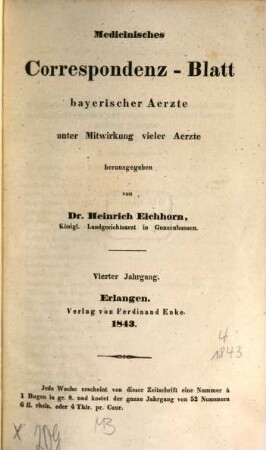 Medicinisches
Correspondenz - Blatt
bayerischer Aerzte
unter Mitwirkung vieler Aerzte
herausgegeben
von
Dr. Heinrich Eichhorn,
Königl. Landgerichtsarzt in Gunzenhausen.
Vierter Jahrgang.
Erlangen.
Verlag von Ferdinand Enke.
1843.
4
1843
Jede Woche erscheint von dieser Zeitschrift eine Nummer à
1 Bogen in gr. 8. und kostet der ganze Jahrgang von 52 Nummern
6 fl. rhein. oder 4 Thlr. pr. Cour.